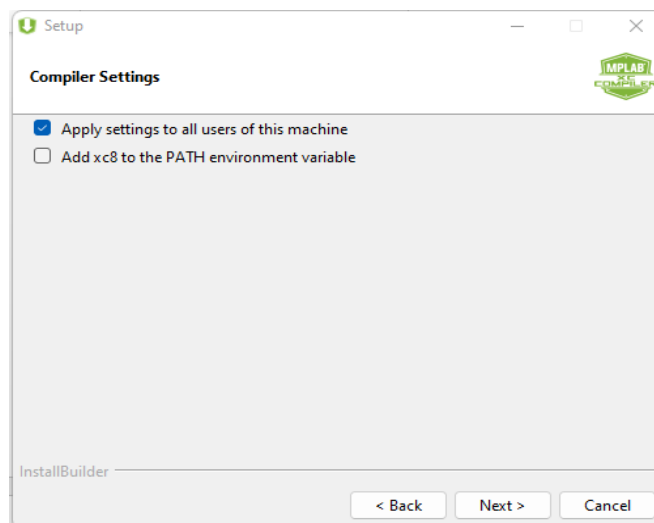 Setup
Compiler Settings
MPLAB
XC
COMPILER
Apply settings to all users of this machine
Add xc8 to the PATH environment variable
InstallBuilder
< Back
Next >
Cancel